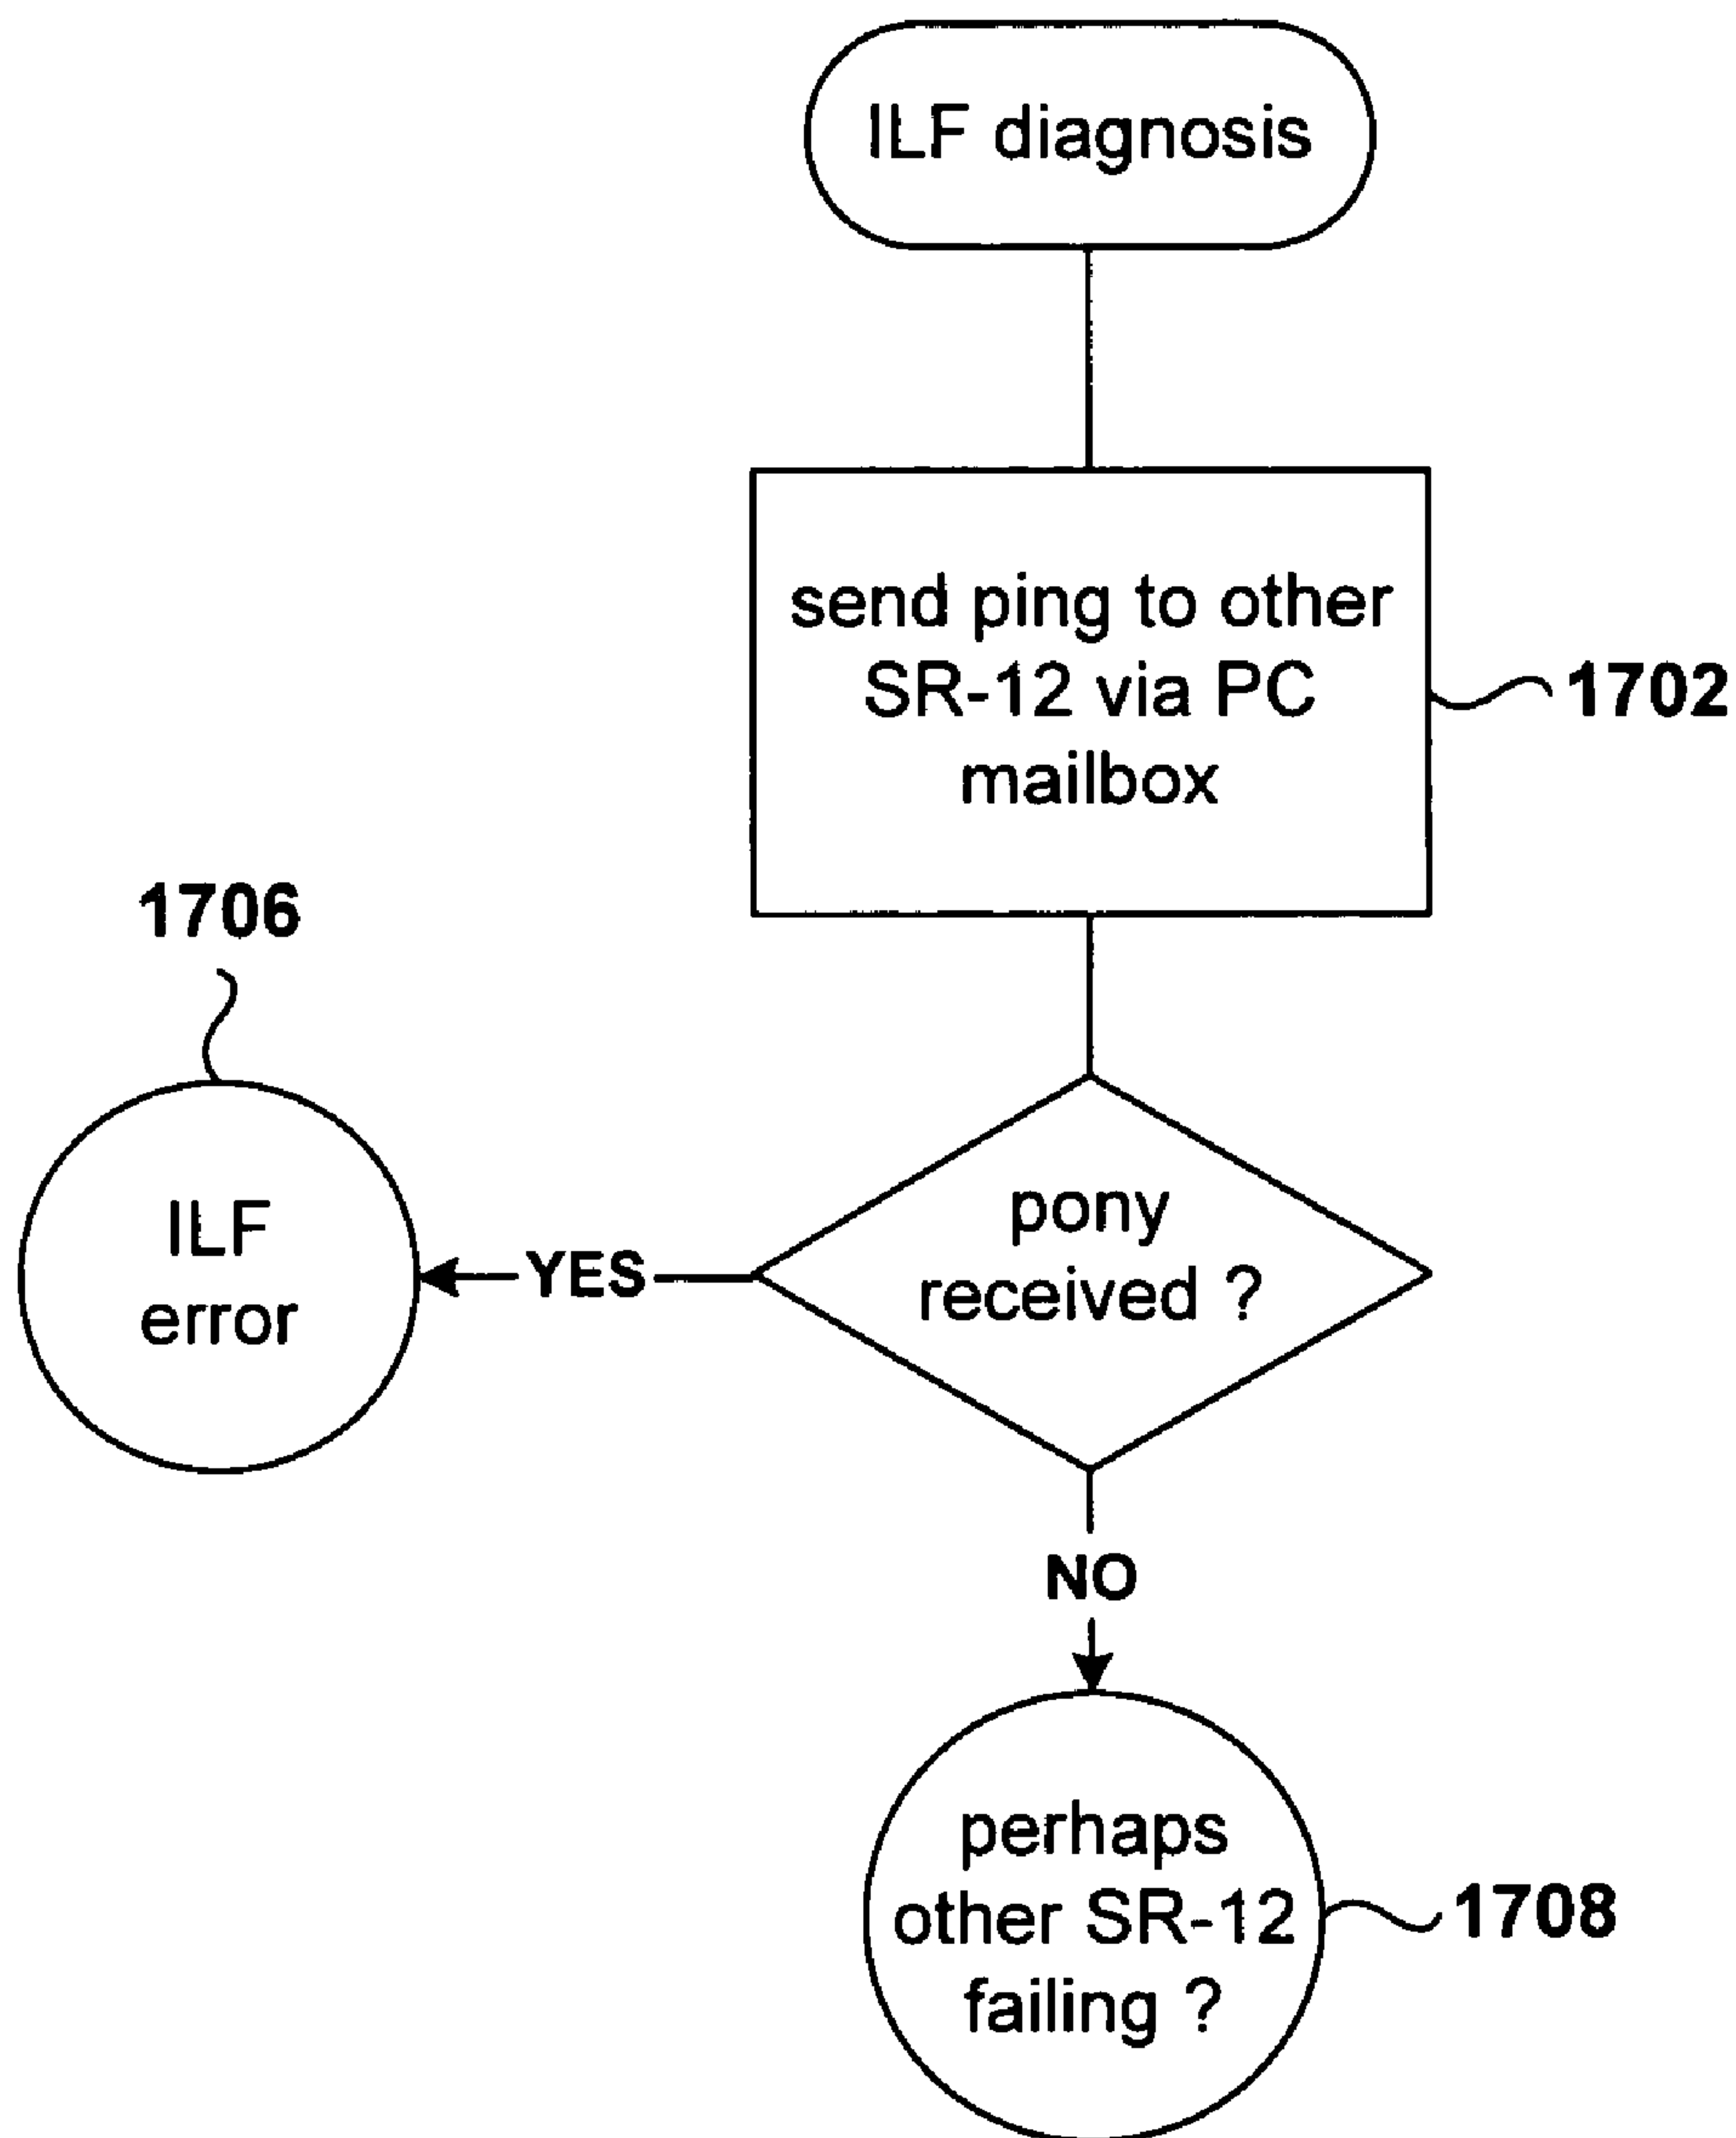 ILF diagnosis
send ping to other
SR-12 via PC
mailbox
1702
1706
pony
received ?
YES
ILF
error
NO
perhaps
other SR-12
failing ?
1708